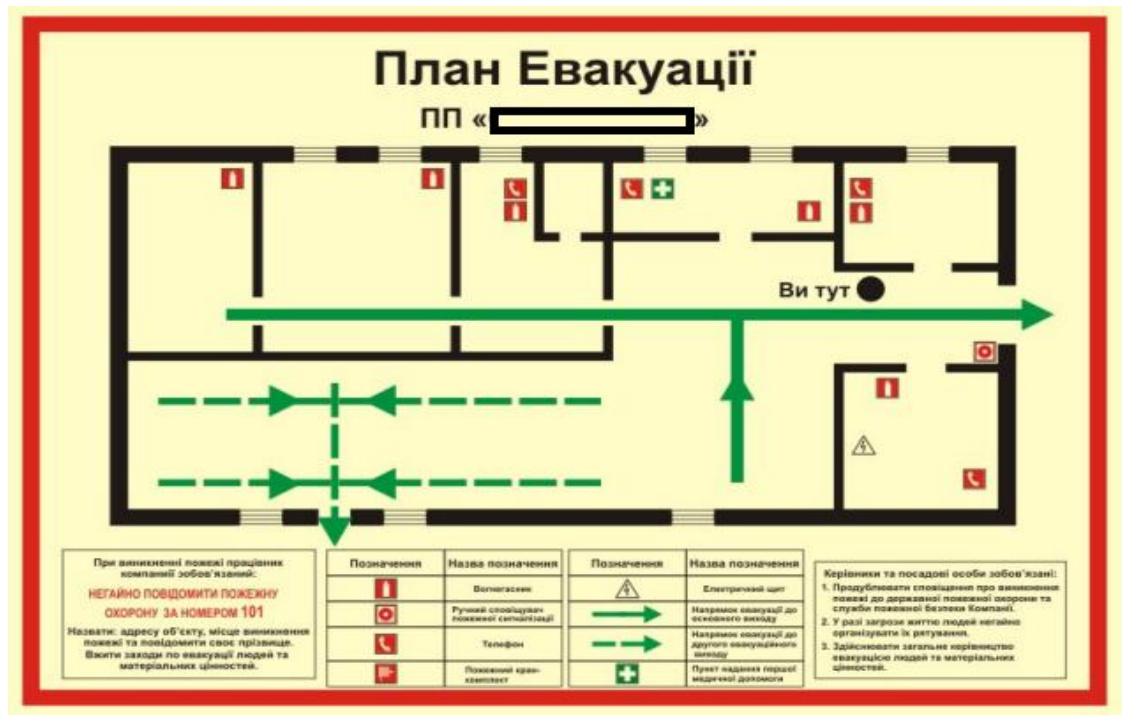 План Евакуації
ПП « »
Ви тут
При виникненні пожежі працівник
компанії зобов'язаний:
НЕГАЙНО ПОВІДОМИТИ ПОЖЕЖНУ
ОХОРОНУ ЗА НОМЕРОМ 101
Назвати: адресу об'єкту, місце виникнення
пожежі та повідомити своє прізвище.
Вжити заходи по евакуації людей та
матеріальних цінностей.
Позначення
Назва позначення
Вогнегасник
Ручний сповіщувач
пожежної сигналізації
Телефон
Пожежний кран-
комплект
Позначення
Назва позначення
Електричний щит
Напрямок евакуації до
основного виходу
Напрямок евакуації до
другого евакуаційного
виходу
Пункт надання першої
медичної допомоги
Керівники та посадові особи зобов'язані:
1. Продублювати сповіщення про виникнення
пожежі до державної пожежної охорони та
служби пожежної безпеки Компанії.
2. У разі загрози життю людей негайно
організувати їх рятування.
3. Здійснювати загальне керівництво
евакуацією людей та матеріальних
цінностей.